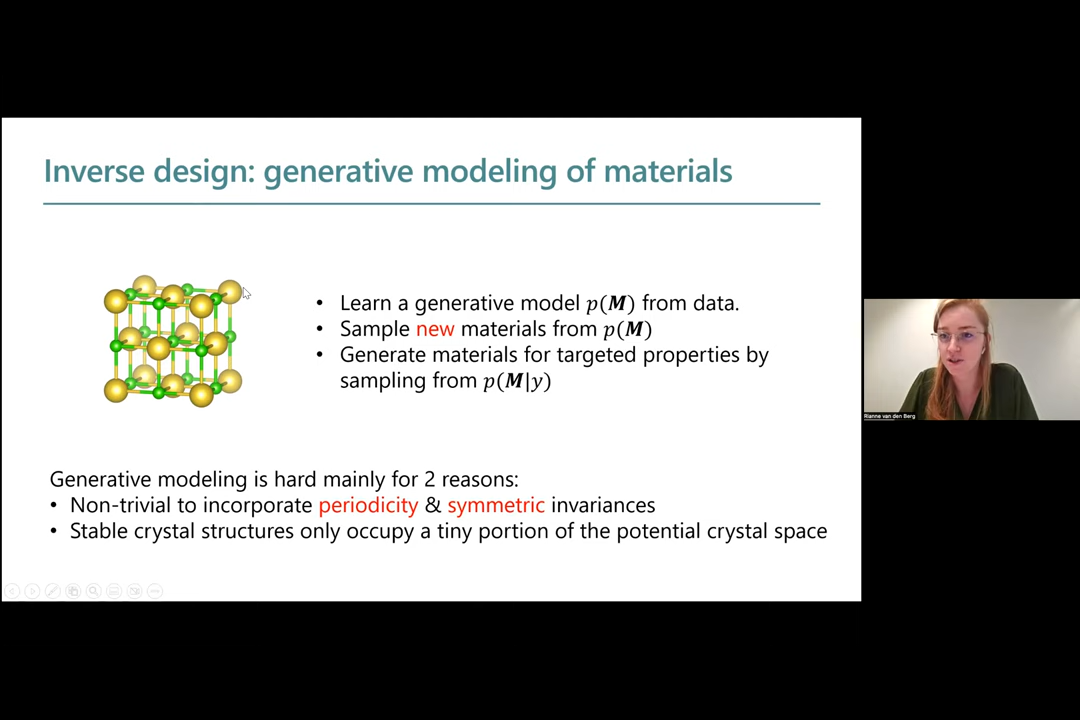 Inverse design: generative modeling of materials
• Learn a generative model p(M) from data.
• Sample new materials from p(M)
• Generate materials for targeted properties by
sampling from p(M|y)
Generative modeling is hard mainly for 2 reasons:
• Non-trivial to incorporate periodicity & symmetric invariances
• Stable crystal structures only occupy a tiny portion of the potential crystal space
Rianne van den Berg